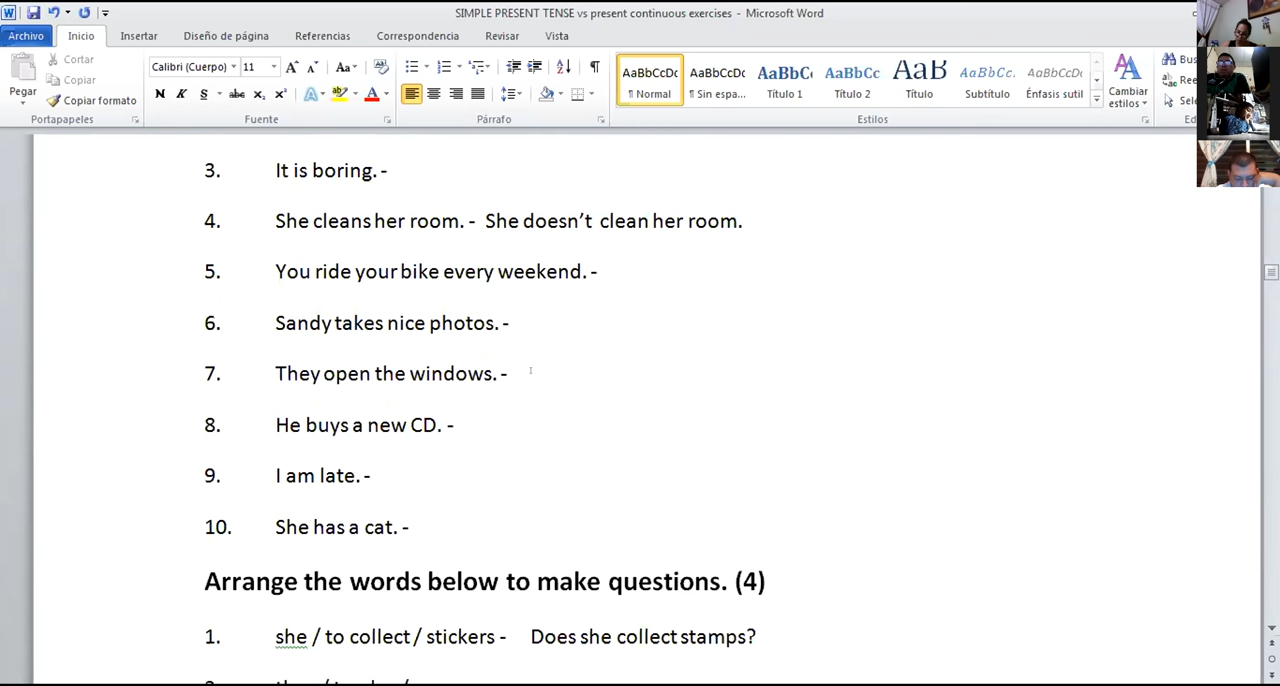 SIMPLE PRESENT TENSE vs present continuous exercises - Microsoft Word
Archivo Inicio Insertar Diseño de página Referencias Correspondencia Revisar Vista
Cortar
Copiar
Copiar formato
Pegar
Portapapeles
Calibri (Cuerpo) 11
N K S abc x₂ x²
Fuente
Párrafo
AaBbCcDc AaBbCcDc AaBbC AaBbCc AaB AaBbCc. AaBbCcDc
¶ Normal ¶ Sin espa... Título 1 Título 2 Título Subtítulo Énfasis sutil
Cambiar estilos
Estilos
3. It is boring. -
4. She cleans her room. - She doesn’t clean her room.
5. You ride your bike every weekend. -
6. Sandy takes nice photos. -
7. They open the windows. -
8. He buys a new CD. -
9. I am late. -
10. She has a cat. -
Arrange the words below to make questions. (4)
1. she / to collect / stickers - Does she collect stamps?